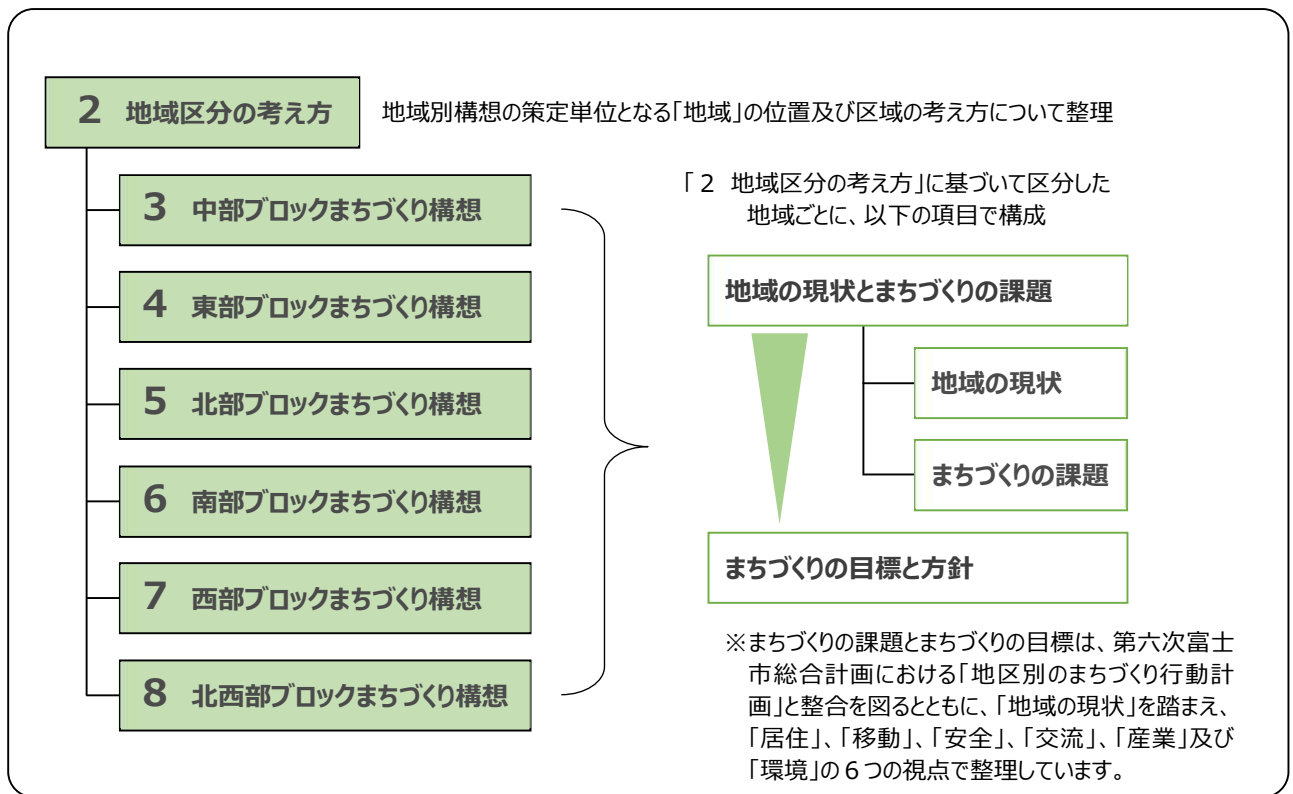 2 地域区分の考え方
地域別構想の策定単位となる「地域」の位置及び区域の考え方について整理
3 中部ブロックまちづくり構想
4 東部ブロックまちづくり構想
5 北部ブロックまちづくり構想
6 南部ブロックまちづくり構想
7 西部ブロックまちづくり構想
8 北西部ブロックまちづくり構想
「2 地域区分の考え方」に基づいて区分した
地域ごとに、以下の項目で構成
地域の現状とまちづくりの課題
地域の現状
まちづくりの課題
まちづくりの目標と方針
※まちづくりの課題とまちづくりの目標は、第六次富士
市総合計画における「地区別のまちづくり行動計
画」と整合を図るとともに、「地域の現状」を踏まえ、
「居住」、「移動」、「安全」、「交流」、「産業」及び
「環境」の6つの視点で整理しています。